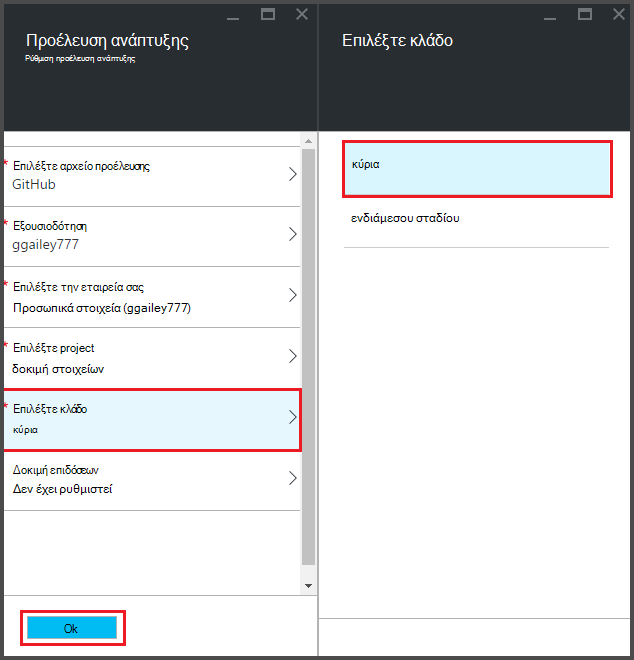 Προέλευση ανάπτυξης
Ρύθμιση προέλευση ανάπτυξης
* Επιλέξτε αρχείο προέλευσης
GitHub
* Εξουσιοδότηση
ggailey777
* Επιλέξτε την εταιρεία σας
Προσωπικά στοιχεία (ggailey777)
* Επιλέξτε project
δοκιμή στοιχείων
* Επιλέξτε κλάδο
κύρια
Δοκιμή επιδόσεων
Δεν έχει ρυθμιστεί
Ok
Επιλέξτε κλάδο
κύρια
ενδιάμεσου σταδίου